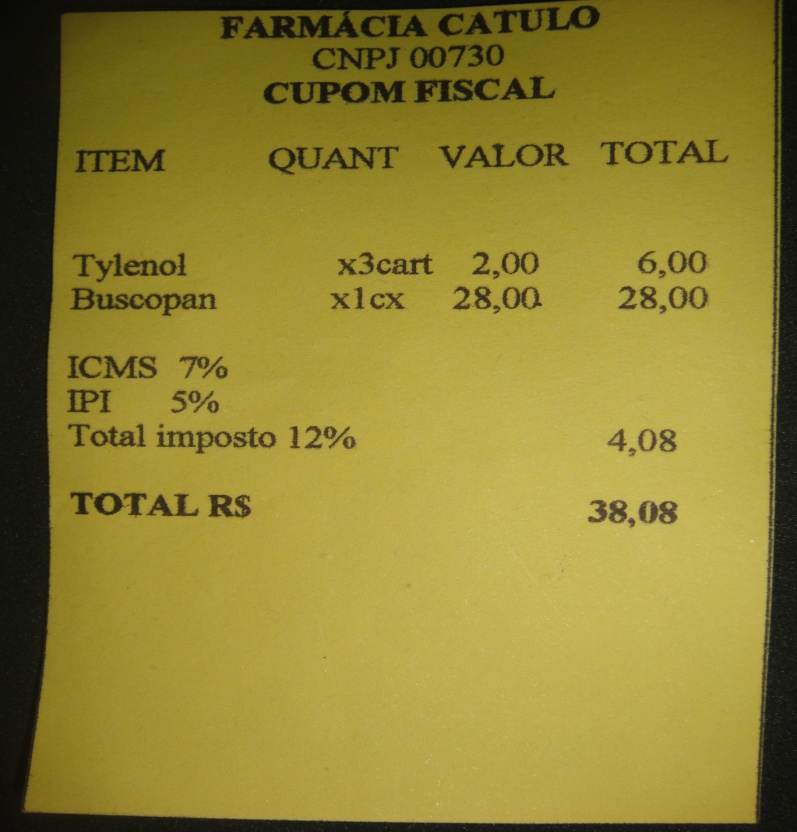 FARMÁCIA CATULO
CNPJ 00730
CUPOM FISCAL
ITEM QUANT VALOR TOTAL
Tylenol x3cart 2,00 6,00
Buscopan x1cx 28,00 28,00
ICMS 7%
IPI 5%
Total imposto 12% 4,08
TOTAL R$ 38,08